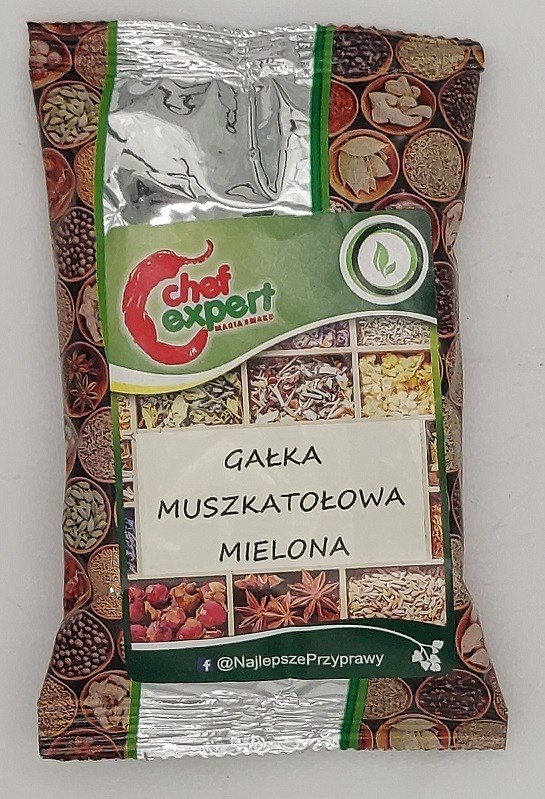 chef
expert
MAGIA SMAKU
GAŁKA
MUSZKATOŁOWA
MIELONA
f @NajlepszePrzyprawy